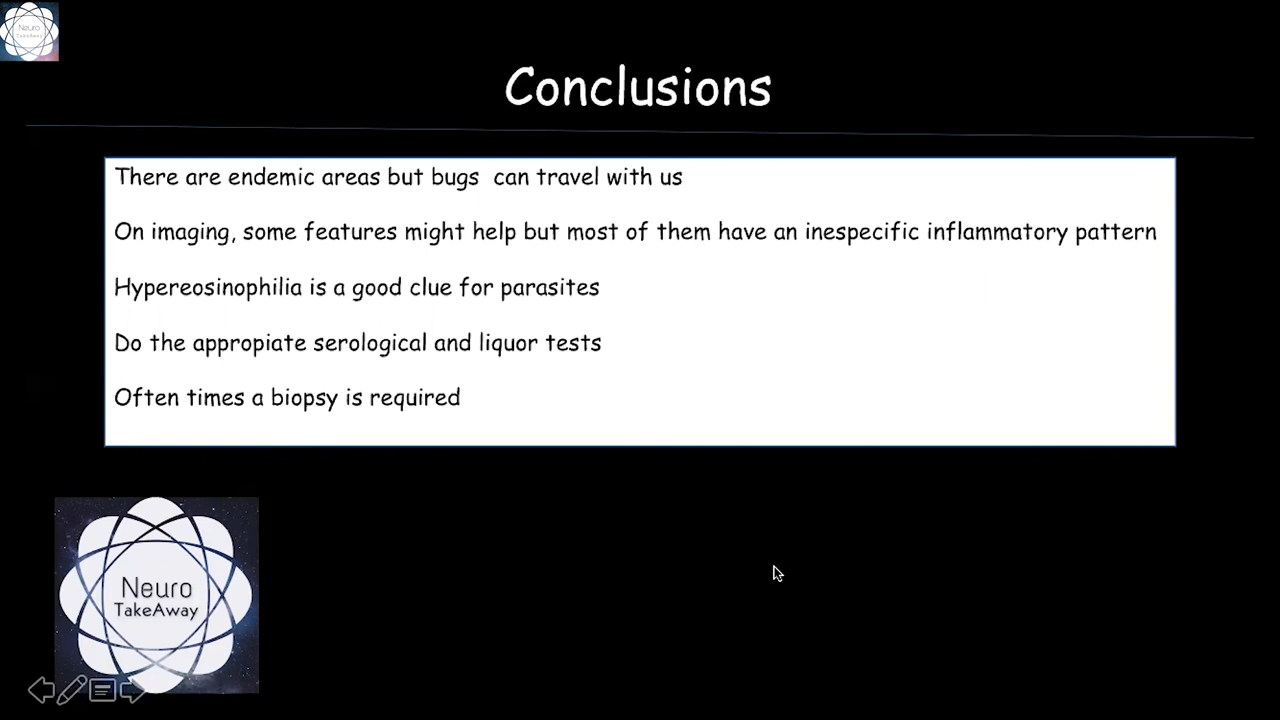 Neuro
TakeAway
Conclusions
There are endemic areas but bugs can travel with us
On imaging, some features might help but most of them have an inespecific inflammatory pattern
Hypereosinophilia is a good clue for parasites
Do the appropiate serological and liquor tests
Often times a biopsy is required
Neuro
TakeAway